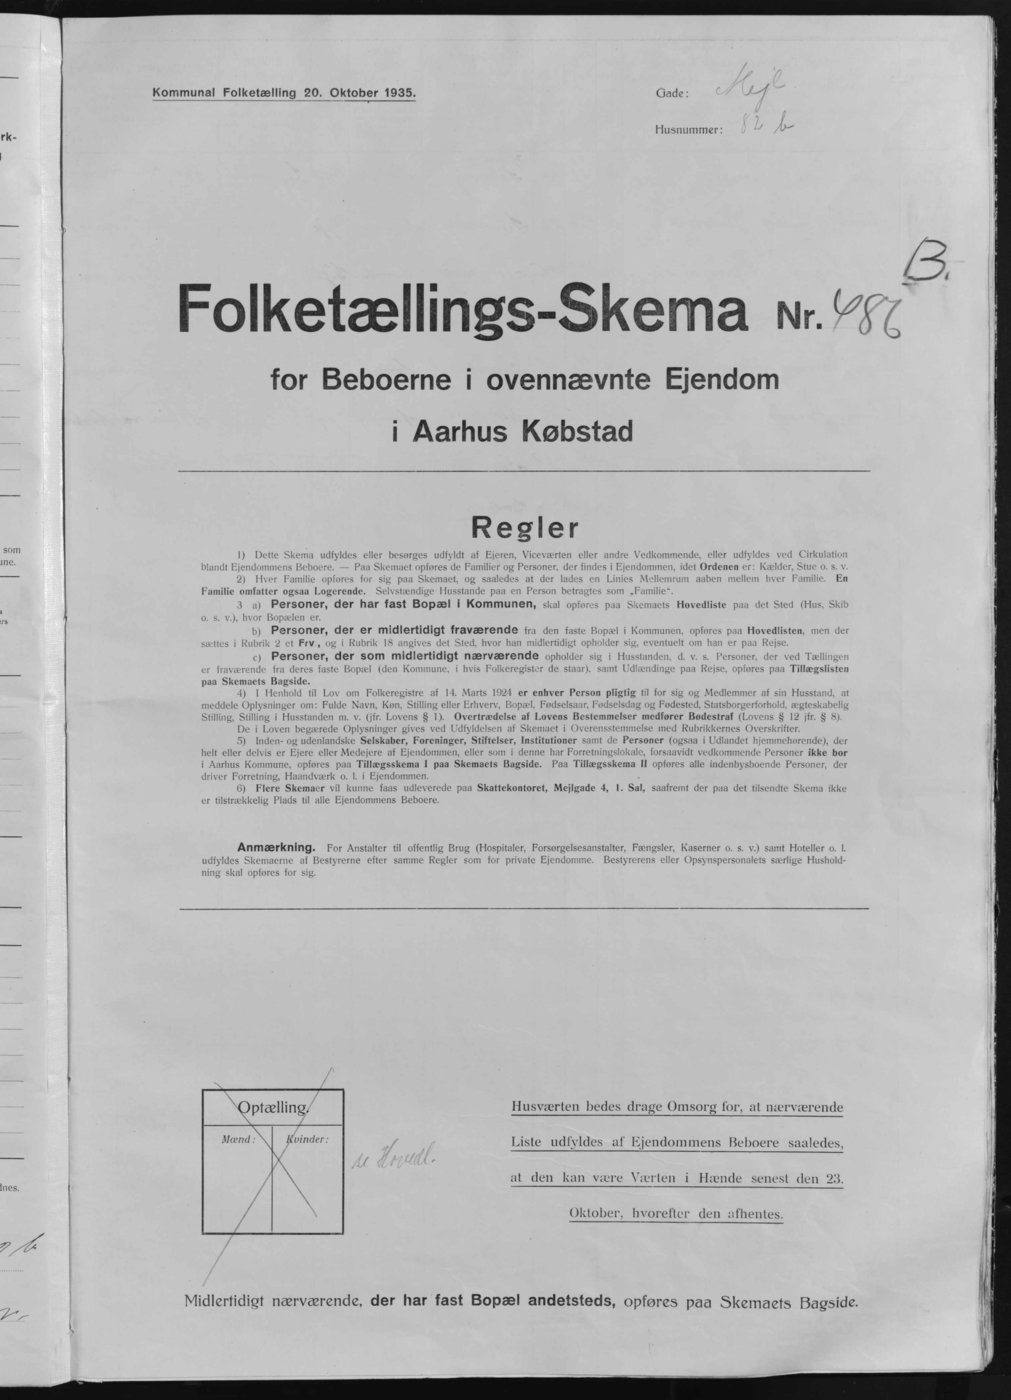 Kommunal Folketælling 20. Oktober 1935.
Gade: Mejl
Husnummer: 82 b
B.
Folketællings-Skema Nr. 486
for Beboerne i ovennævnte Ejendom
i Aarhus Købstad
Regler
1) Dette Skema udfyldes eller besørges udfyldt af Ejeren, Viceværten eller andre Vedkommende, eller udfyldes ved Cirkulation
blandt Ejendommens Beboere. — Paa Skemaet opføres de Familier og Personer, der findes i Ejendommen, idet Ordenen er: Kælder, Stue o. s. v.
2) Hver Familie opføres for sig paa Skemaet, og saaledes at der lades en Linies Mellemrum aaben mellem hver Familie. En
Familie omfatter ogsaa Logerende. Selvstændige Husstande paa en Person betragtes som „Familie“.
3 a) Personer, der har fast Bopæl i Kommunen, skal opføres paa Skemaets Hovedliste paa det Sted (Hus, Skib
o. s. v.), hvor Bopælen er.
b) Personer, der er midlertidigt fraværende fra den faste Bopæl i Kommunen, opføres paa Hovedlisten, men der
sættes i Rubrik 2 et Frv., og i Rubrik 18 angives det Sted, hvor han midlertidigt opholder sig, eventuelt om han er paa Rejse.
c) Personer, der som midlertidigt nærværende opholder sig i Husstanden, d. v. s. Personer, der ved Tællingen
er fraværende fra deres faste Bopæl (den Kommune, i hvis Folkeregister de staar), samt Udlændinge paa Rejse, opføres paa Tillægslisten
paa Skemaets Bagside.
4) I Henhold til Lov om Folkeregistre af 14. Marts 1924 er enhver Person pligtig til for sig og Medlemmer af sin Husstand, at
meddele Oplysninger om: Fulde Navn, Køn, Stilling eller Erhverv, Bopæl, Fødselsaar, Fødselsdag og Fødested, Statsborgerforhold, ægteskabelig
Stilling, Stilling i Husstanden m. v. (jfr. Lovens § 1). Overtrædelse af Lovens Bestemmelser medfører Bødestraf (Lovens § 12 jfr. § 8).
De i Loven begærede Oplysninger gives ved Udfyldelsen af Skemaet i Overensstemmelse med Rubrikkernes Overskrifter.
5) Inden- og udenlandske Selskaber, Foreninger, Stiftelser, Institutioner samt de Personer (ogsaa i Udlandet hjemmehørende), der
helt eller delvis er Ejere eller Medejere af Ejendommen, eller som i denne har Forretningslokale, forsaavidt vedkommende Personer ikke bor
i Aarhus Kommune, opføres paa Tillægsskema I paa Skemaets Bagside. Paa Tillægsskema II opføres alle indenbysboende Personer, der
driver Forretning, Haandværk o. l. i Ejendommen.
6) Flere Skemaer vil kunne faas udleverede paa Skattekontoret, Mejlgade 4, 1. Sal, saafremt der paa det tilsendte Skema ikke
er tilstrækkelig Plads til alle Ejendommens Beboere.
Anmærkning. For Anstalter til offentlig Brug (Hospitaler, Forsørgelsesanstalter, Fængsler, Kaserner o. s. v.) samt Hoteller o. l.
udfyldes Skemaerne af Bestyrerne efter samme Regler som for private Ejendomme. Bestyrerens eller Opsynspersonalets særlige Hushold-
ning skal opføres for sig.
Optælling.
Mænd: Kvinder:
se Hovedl.
Husværten bedes drage Omsorg for, at nærværende
Liste udfyldes af Ejendommens Beboere saaledes,
at den kan være Værten i Hænde senest den 23.
Oktober, hvorefter den afhentes.
Midlertidigt nærværende, der har fast Bopæl andetsteds, opføres paa Skemaets Bagside.